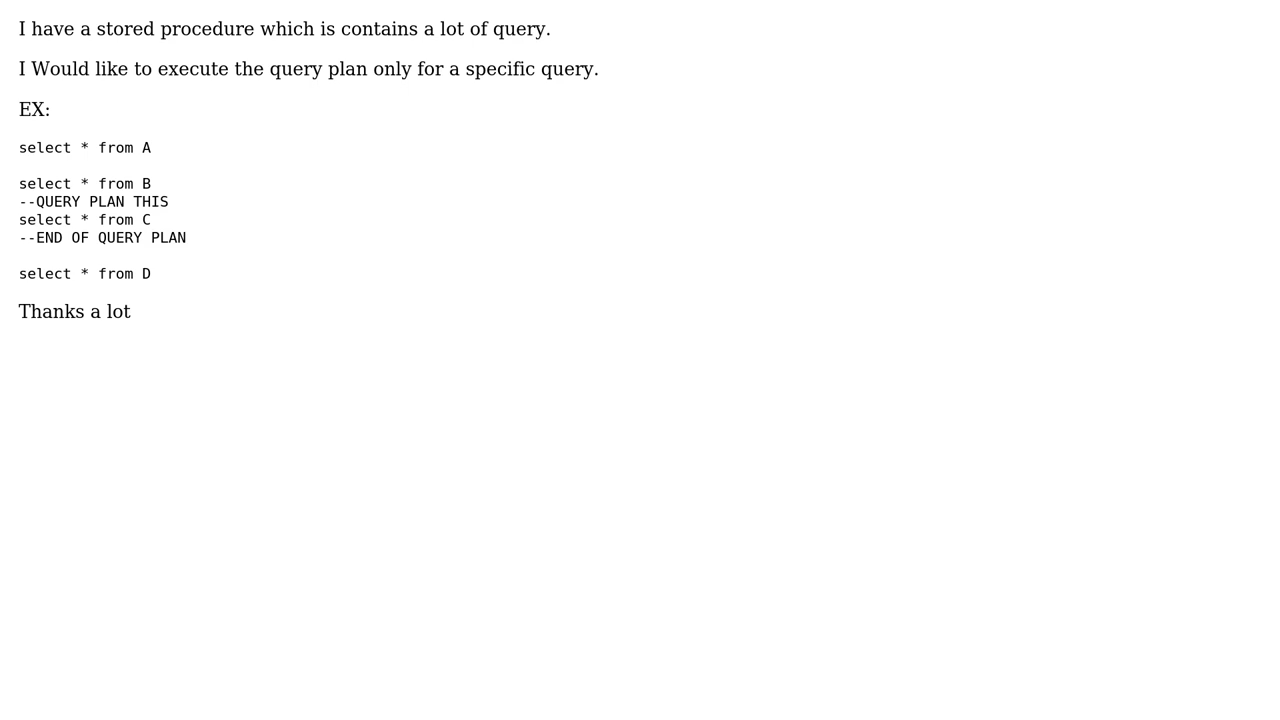 I have a stored procedure which is contains a lot of query.
I Would like to execute the query plan only for a specific query.
EX:
select * from A
select * from B
--QUERY PLAN THIS
select * from C
--END OF QUERY PLAN
select * from D
Thanks a lot